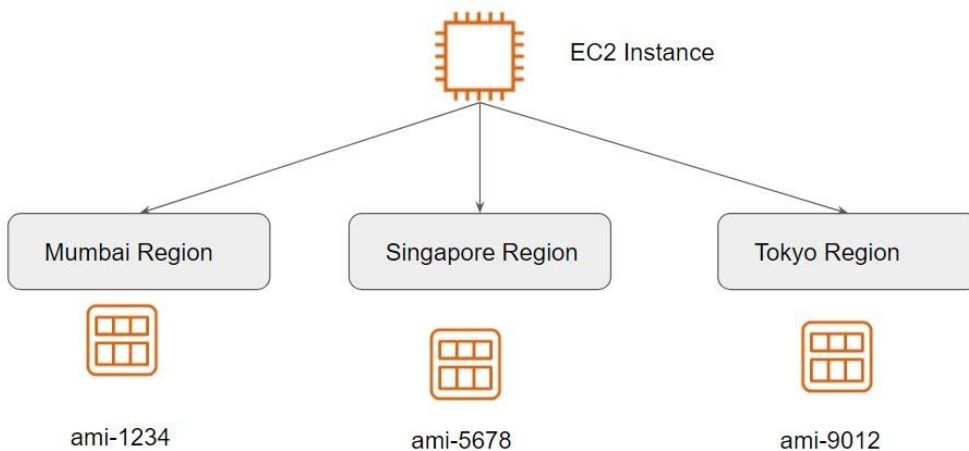 EC2 Instance
Mumbai Region
Singapore Region
Tokyo Region
ami-1234
ami-5678
ami-9012